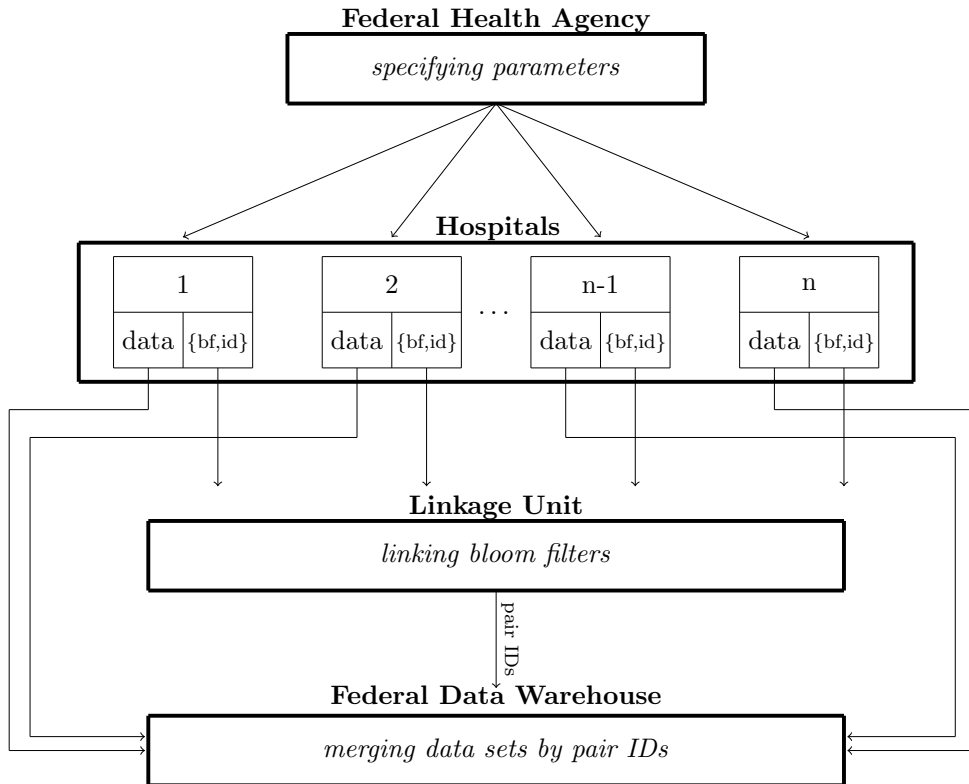 Federal Health Agency
specifying parameters
Hospitals
1 2 n-1 n
...
data {bf,id} data {bf,id} data {bf,id} data {bf,id}
Linkage Unit
linking bloom filters
pair IDs
Federal Data Warehouse
merging data sets by pair IDs